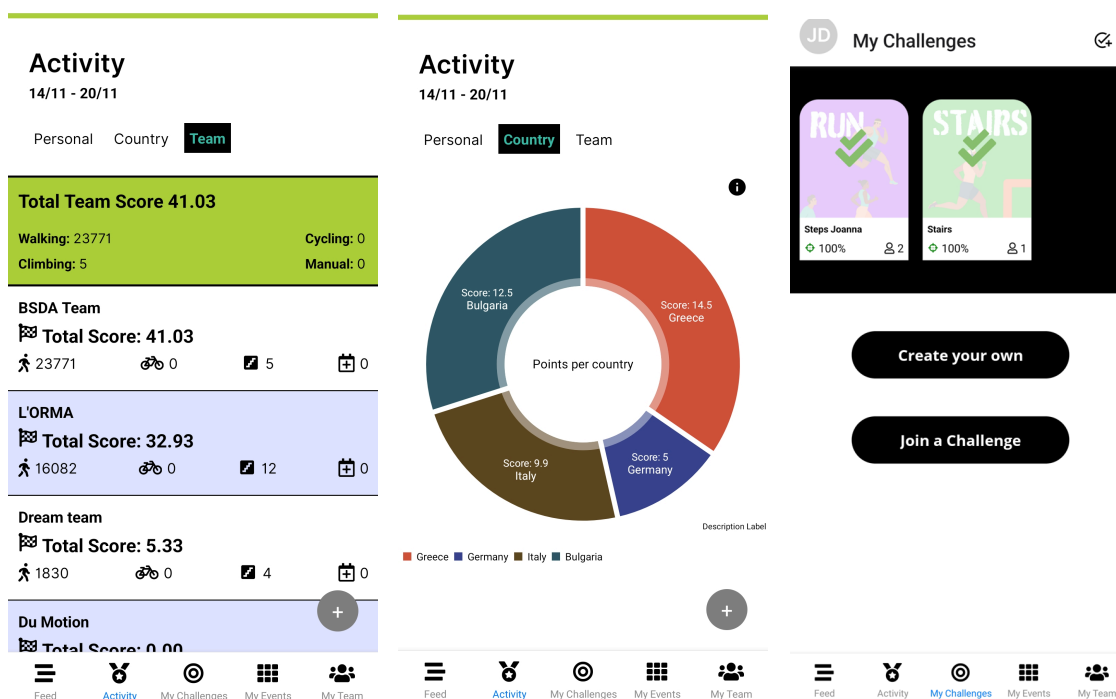 Activity
14/11 - 20/11
Personal Country Team
Total Team Score 41.03
Walking: 23771 Cycling: 0
Climbing: 5 Manual: 0
BSDA Team
Total Score: 41.03
23771 0 5 0
L'ORMA
Total Score: 32.93
16082 0 12 0
Dream team
Total Score: 5.33
1830 0 4 0
+
Du Motion
Total Score: 0.00
Feed Activity My Challenges My Events My Team
Activity
14/11 - 20/11
Personal Country Team
i
Score: 12.5
Bulgaria
Score: 14.5
Greece
Points per country
Score: 9.9
Italy
Score: 5
Germany
Description Label
Greece Germany Italy Bulgaria
+
Feed Activity My Challenges My Events My Team
JD My Challenges
RUN
Steps Joanna
100% 2
STAIRS
Stairs
100% 1
Create your own
Join a Challenge
Feed Activity My Challenges My Events My Team